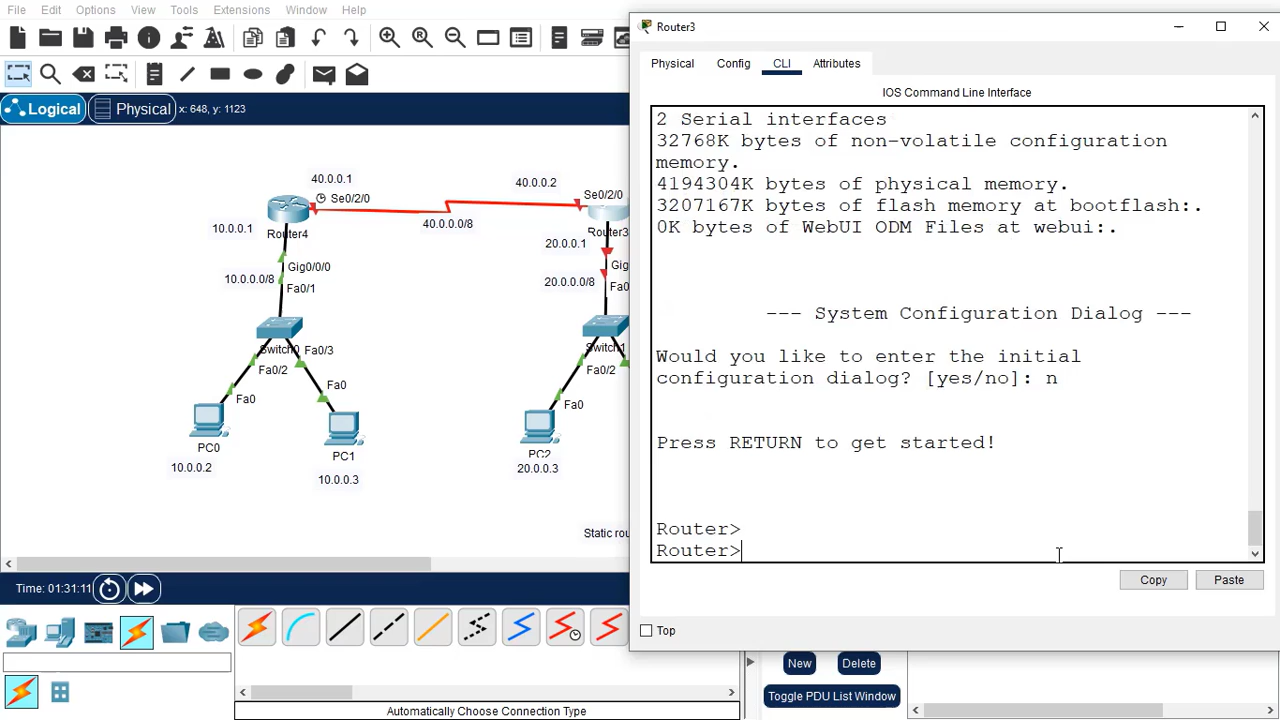 File Edit Options View Tools Extensions Window Help
Logical
Physical
x: 648, y: 1123
40.0.0.1
Se0/2/0
40.0.0.2
Se0/2/0
10.0.0.1
Router4
40.0.0.0/8
Router3
20.0.0.1
Gig0/0/0
Gig
10.0.0.0/8
Fa0/1
20.0.0.0/8
Fa0
Switch0
Fa0/3
Switch1
Fa0/2
Fa0/2
Fa0
Fa0
Fa0
PC0
PC1
PC2
10.0.0.2
10.0.0.3
20.0.0.3
Static rou
Time: 01:31:11
Automatically Choose Connection Type
New
Delete
Toggle PDU List Window
Router3
Physical Config CLI Attributes
IOS Command Line Interface
2 Serial interfaces
32768K bytes of non-volatile configuration
memory.
4194304K bytes of physical memory.
3207167K bytes of flash memory at bootflash:.
0K bytes of WebUI ODM Files at webui:.
--- System Configuration Dialog ---
Would you like to enter the initial
configuration dialog? [yes/no]: n
Press RETURN to get started!
Router>
Router>
Copy
Paste
Top